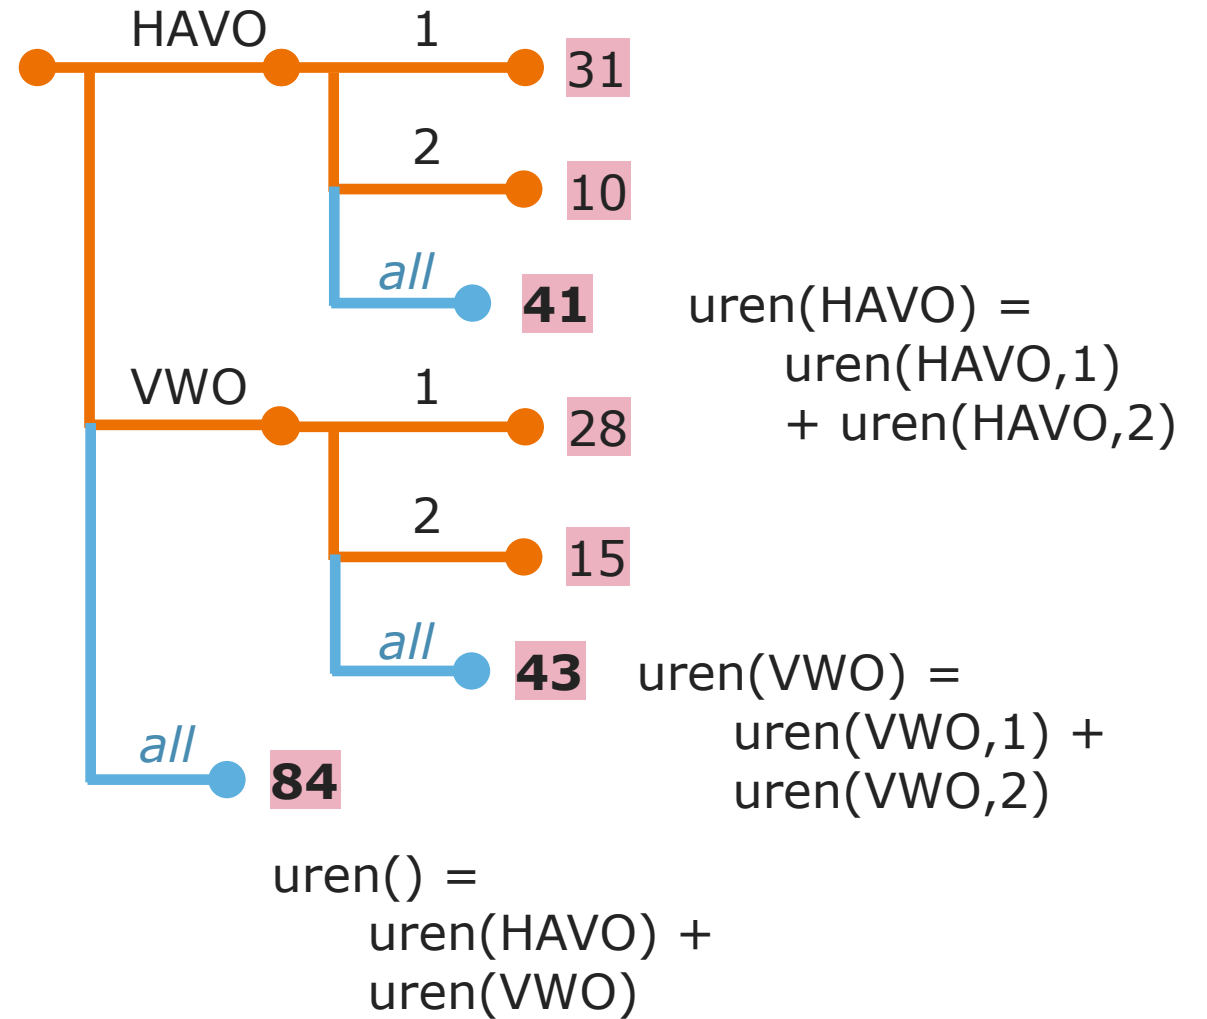 HAVO
1
31
2
10
all
41
uren(HAVO) =
uren(HAVO,1)
+ uren(HAVO,2)
VWO
1
28
2
15
all
43
uren(VWO) =
uren(VWO,1) +
uren(VWO,2)
all
84
uren() =
uren(HAVO) +
uren(VWO)